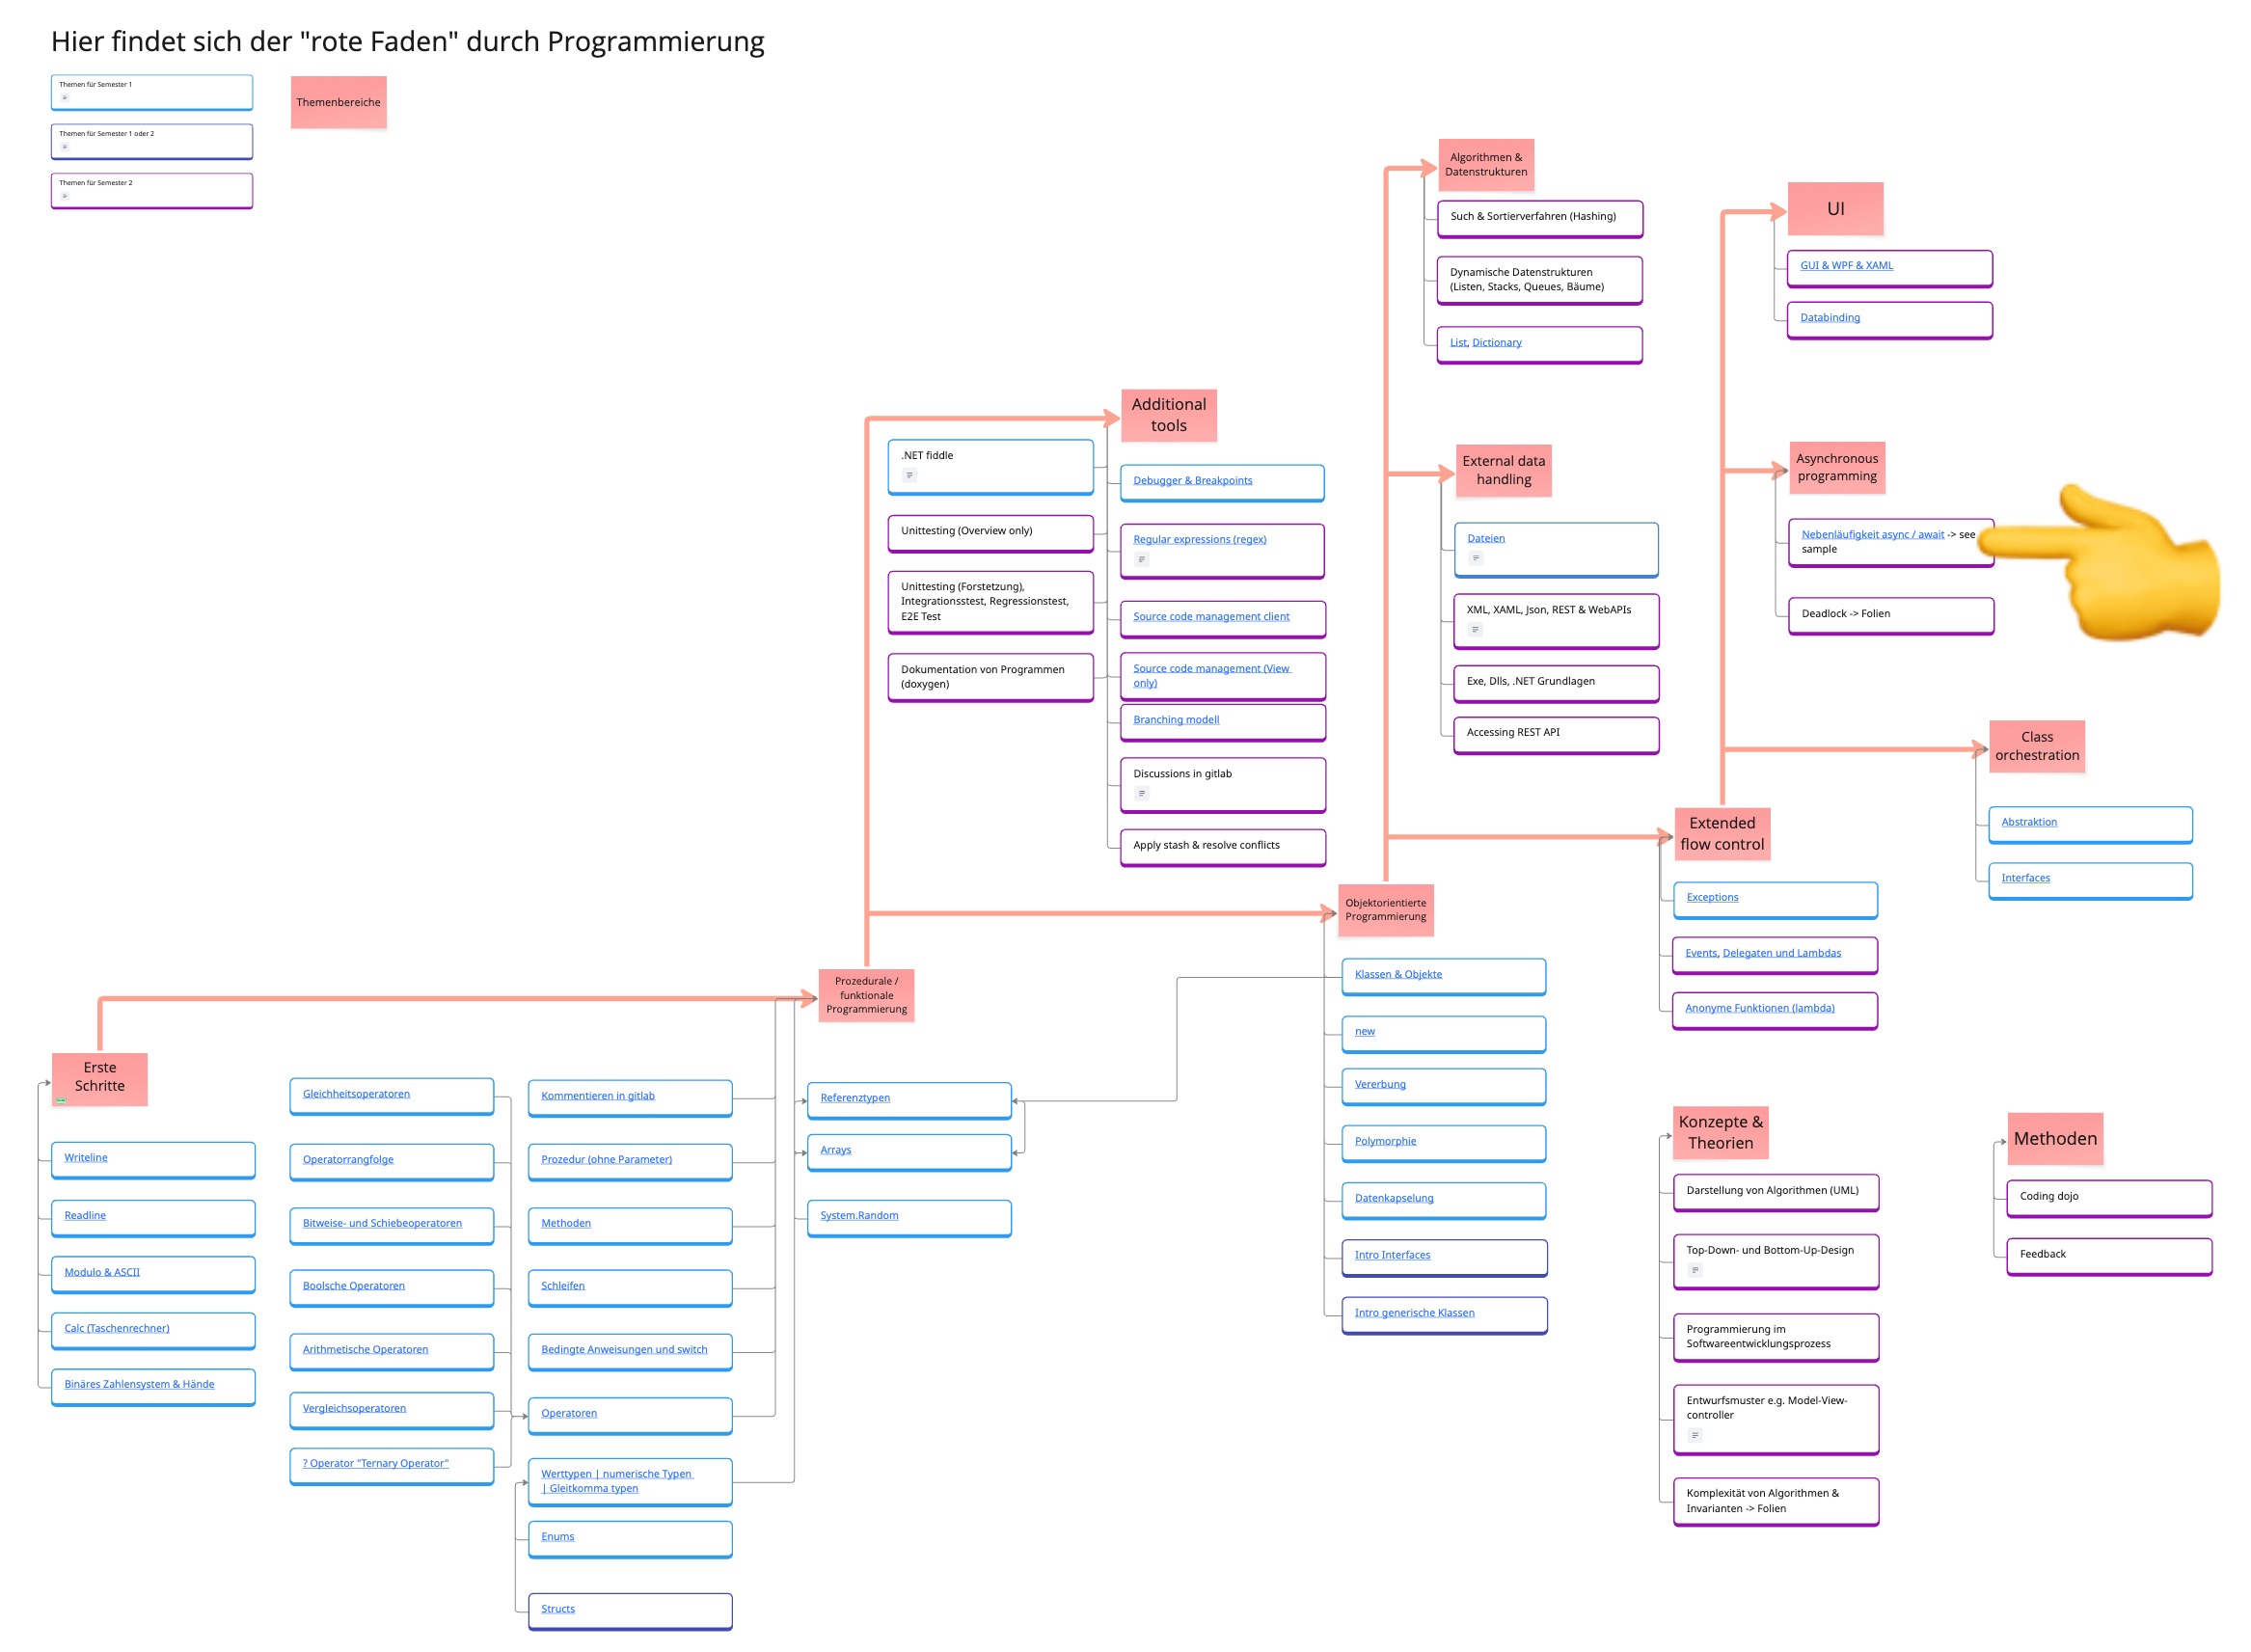 Hier findet sich der "rote Faden" durch Programmierung
Themen für Semester 1
Themen für Semester 1 oder 2
Themen für Semester 2
Themenbereiche
Algorithmen &
Datenstrukturen
Such & Sortierverfahren (Hashing)
Dynamische Datenstrukturen
(Listen, Stacks, Queues, Bäume)
List, Dictionary
UI
GUI & WPF & XAML
Databinding
Additional
tools
.NET fiddle
Unittesting (Overview only)
Unittesting (Forstetzung),
Integrationsstest, Regressionstest,
E2E Test
Dokumentation von Programmen
(doxygen)
Debugger & Breakpoints
Regular expressions (regex)
Source code management client
Source code management (View
only)
Branching modell
Discussions in gitlab
Apply stash & resolve conflicts
External data
handling
Dateien
XML, XAML, Json, REST & WebAPIs
Exe, Dlls, .NET Grundlagen
Accessing REST API
Asynchronous
programming
Nebenläufigkeit async / await -> see
sample
Deadlock -> Folien
Class
orchestration
Abstraktion
Interfaces
Extended
flow control
Exceptions
Events, Delegaten und Lambdas
Anonyme Funktionen (lambda)
Objektorientierte
Programmierung
Klassen & Objekte
new
Vererbung
Polymorphie
Datenkapselung
Intro Interfaces
Intro generische Klassen
Prozedurale /
funktionale
Programmierung
Erste
Schritte
Writeline
Readline
Modulo & ASCII
Calc (Taschenrechner)
Binäres Zahlensystem & Hände
Gleichheitsoperatoren
Operatorrangfolge
Bitweise- und Schiebeoperatoren
Boolsche Operatoren
Arithmetische Operatoren
Vergleichsoperatoren
? Operator "Ternary Operator"
Kommentieren in gitlab
Prozedur (ohne Parameter)
Methoden
Schleifen
Bedingte Anweisungen und switch
Operatoren
Werttypen | numerische Typen
| Gleitkomma typen
Enums
Structs
Referenztypen
Arrays
System.Random
Konzepte &
Theorien
Darstellung von Algorithmen (UML)
Top-Down- und Bottom-Up-Design
Programmierung im
Softwareentwicklungsprozess
Entwurfsmuster e.g. Model-View-
controller
Komplexität von Algorithmen &
Invarianten -> Folien
Methoden
Coding dojo
Feedback